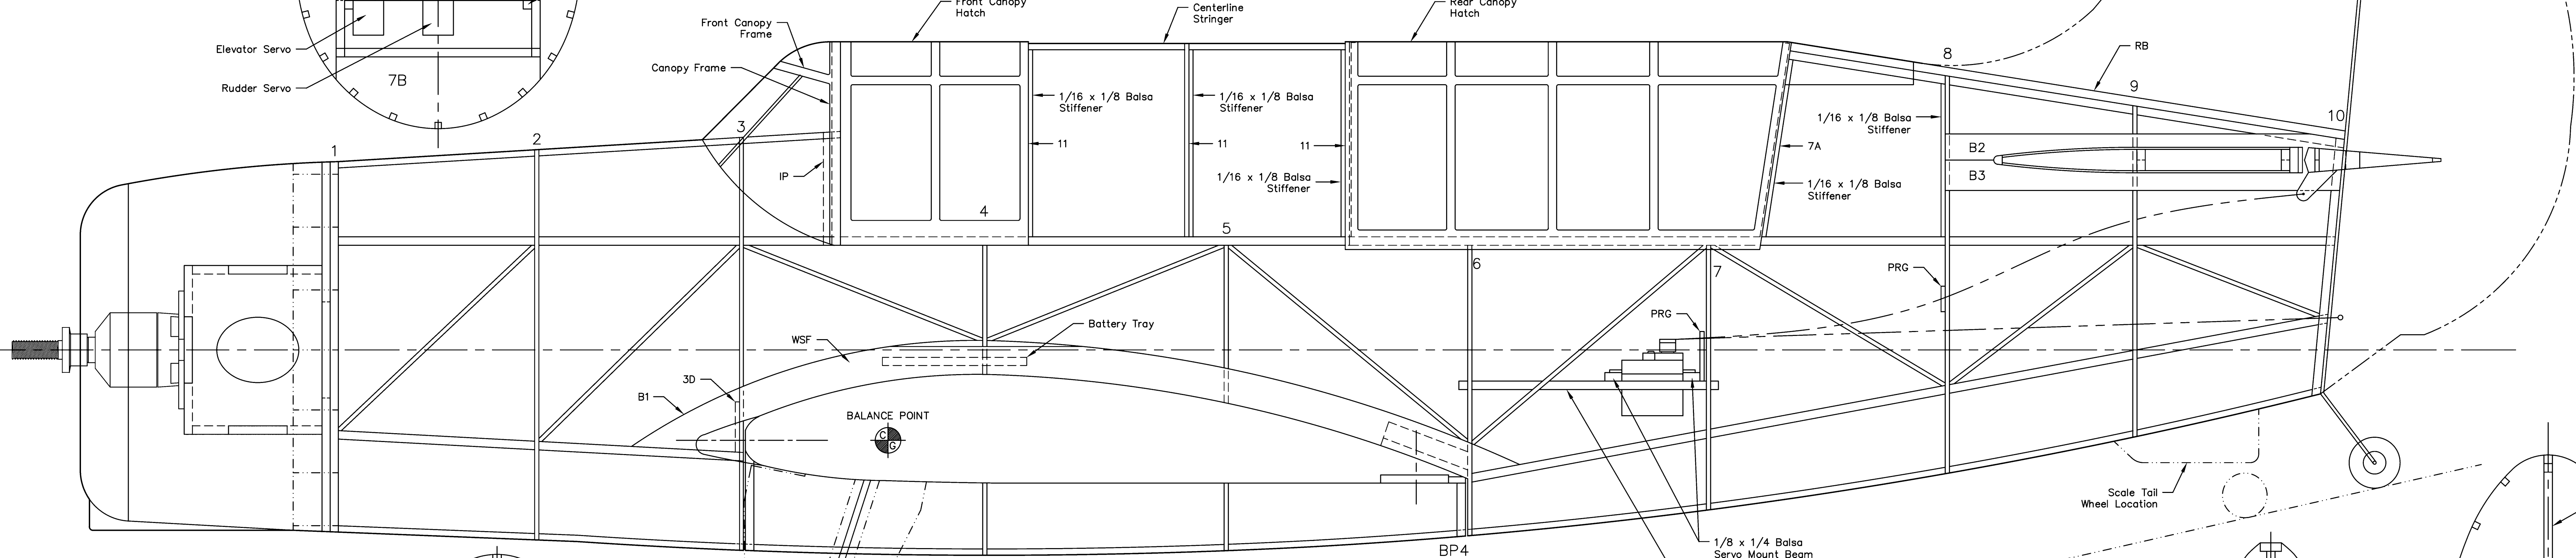 Front Canopy
Hatch
Centerline
Stringer
Rear Canopy
Hatch
Front Canopy
Frame
Elevator Servo
Canopy Frame
7B
Rudder Servo
8
RB
9
10
1/16 x 1/8 Balsa
Stiffener
1/16 x 1/8 Balsa
Stiffener
1/16 x 1/8 Balsa
Stiffener
1
2
3
11
11
11
7A
B2
B3
IP
1/16 x 1/8 Balsa
Stiffener
1/16 x 1/8 Balsa
Stiffener
4
5
6
7
PRG
PRG
Battery Tray
WSF
3D
B1
BALANCE POINT
C
G
Scale Tail
Wheel Location
BP4
1/8 x 1/4 Balsa
Servo Mount Beam